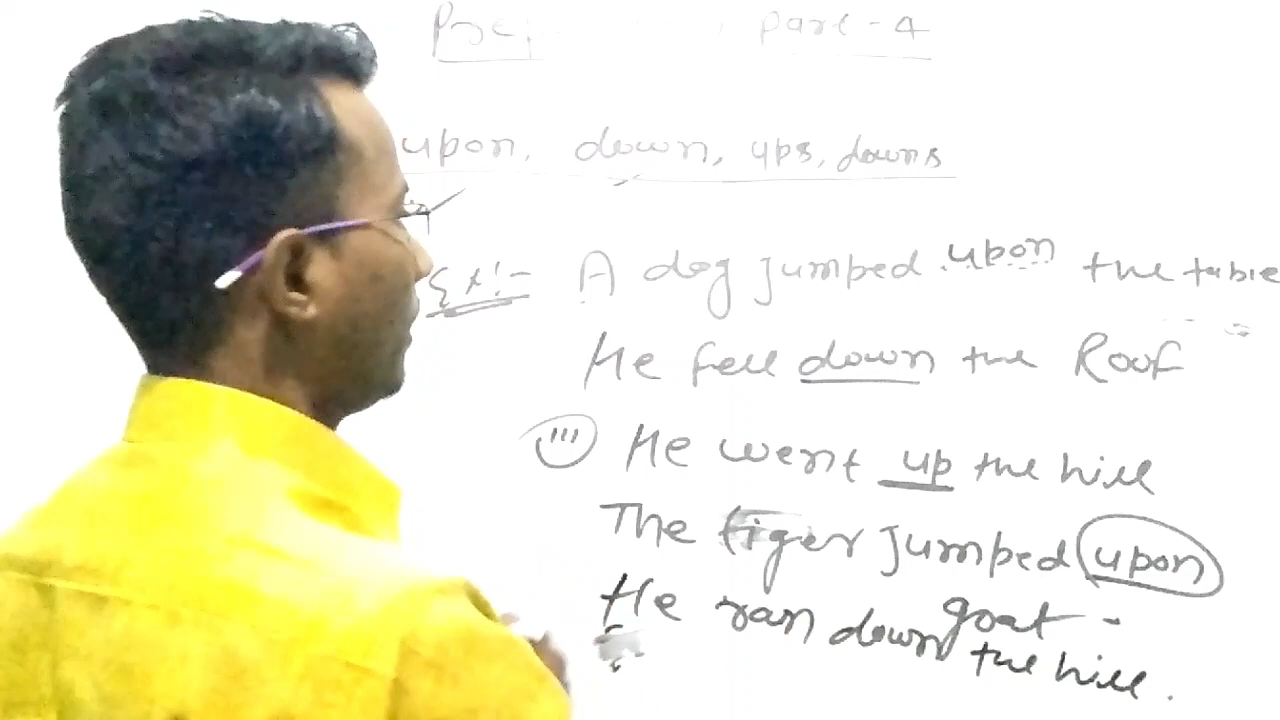 part-4
upon, down, ups, downs
Ex:- A dog jumped upon the table
He fell down the Roof
III He went up the hill
The tiger jumped upon
goat -
He ran down the hill.